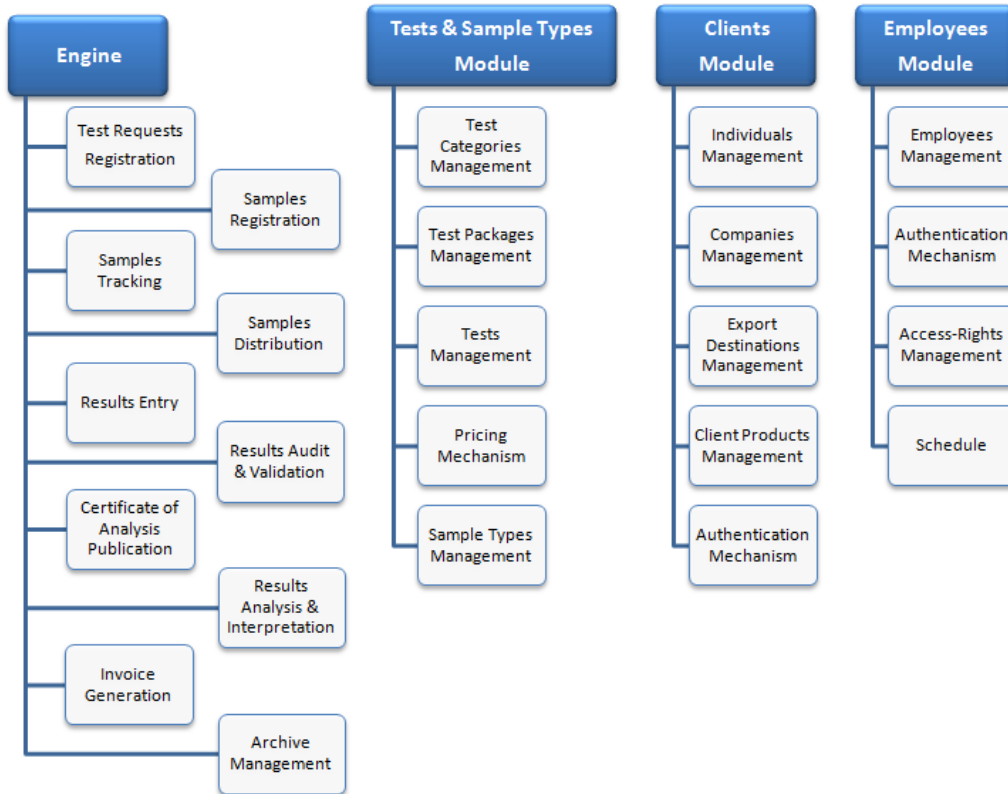 Engine
Test Requests
Registration
Samples
Registration
Samples
Tracking
Samples
Distribution
Results Entry
Results Audit
& Validation
Certificate of
Analysis
Publication
Results
Analysis &
Interpretation
Invoice
Generation
Archive
Management
Tests & Sample Types
Module
Test
Categories
Management
Test Packages
Management
Tests
Management
Pricing
Mechanism
Sample Types
Management
Clients
Module
Individuals
Management
Companies
Management
Export
Destinations
Management
Client Products
Management
Authentication
Mechanism
Employees
Module
Employees
Management
Authentication
Mechanism
Access-Rights
Management
Schedule